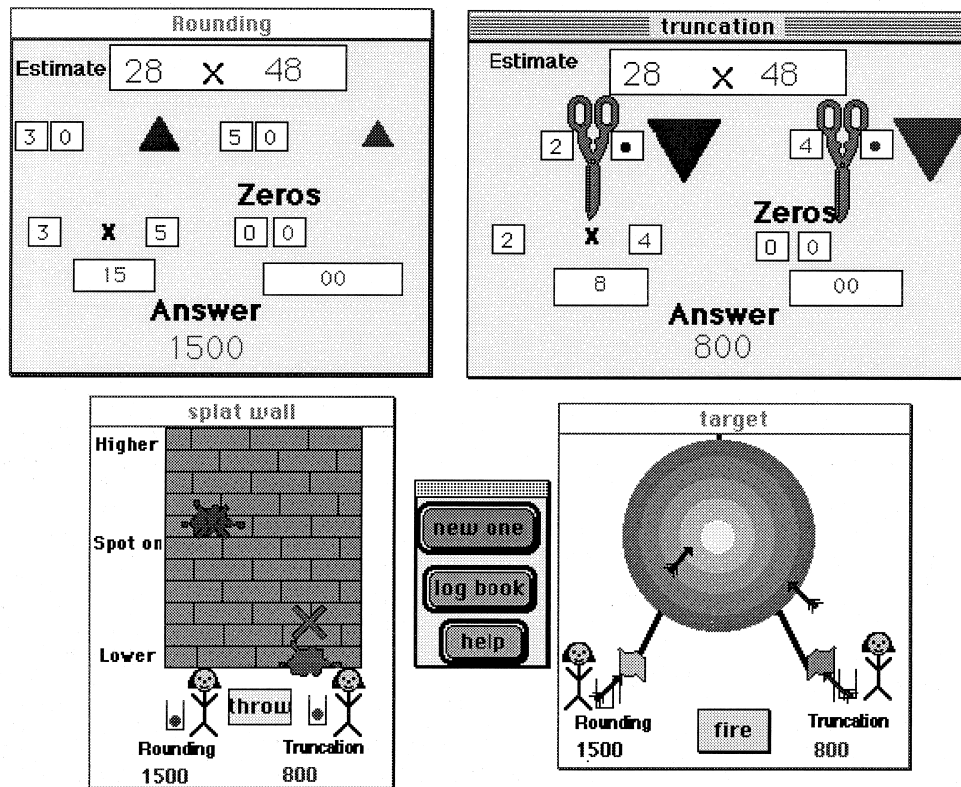 Rounding
Estimate 28 x 48
3 0 5 0
Zeros
3 x 5 0 0
15 00
Answer
1500
truncation
Estimate 28 x 48
2 • 4 •
Zeros
2 x 4 0 0
8 00
Answer
800
splat wall
Higher
Spot on
Lower
throw
Rounding Truncation
1500 800
new one
log book
help
target
Rounding Truncation
1500 fire 800